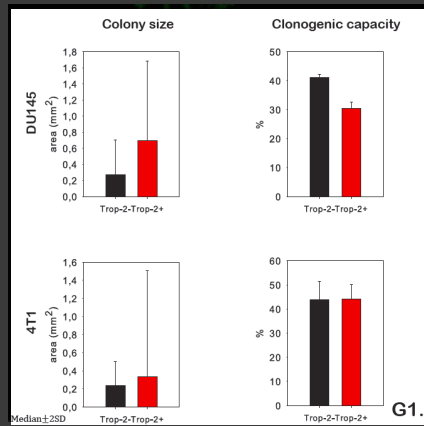 Colony size
Clonogenic capacity
DU145
area (mm²)
1,8
1,6
1,4
1,2
1,0
0,8
0,6
0,4
0,2
0,0
Trop-2-Trop-2+
%
50
40
30
20
10
0
Trop-2-Trop-2+
4T1
area (mm²)
1,6
1,4
1,2
1,0
0,8
0,6
0,4
0,2
0,0
Trop-2-Trop-2+
%
60
50
40
30
20
10
0
Trop-2-Trop-2+
Median±2SD
G1.